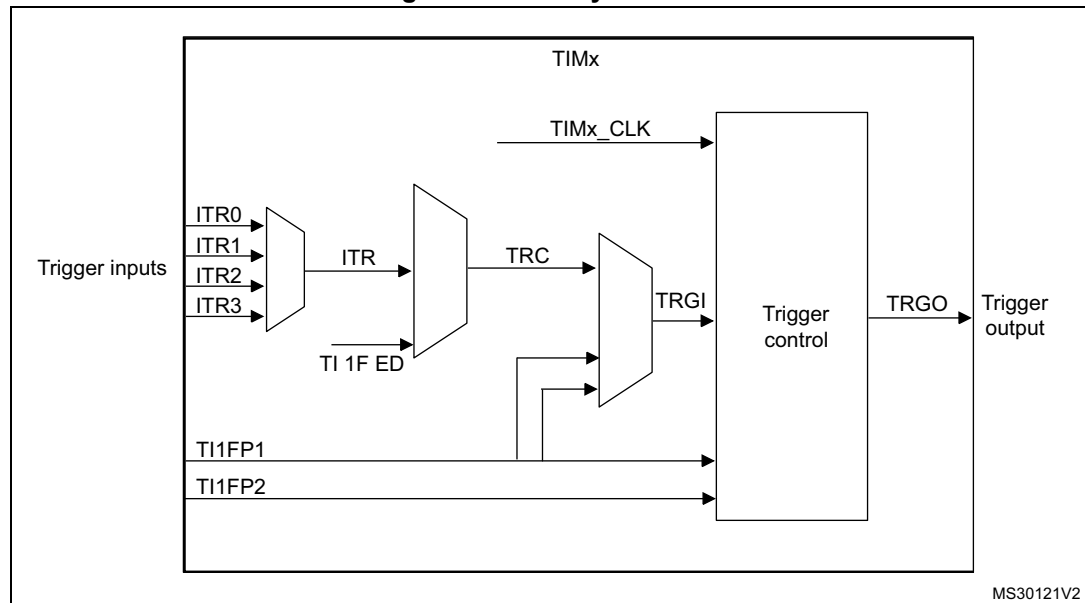 TIMx
TIMx_CLK
ITR0
ITR1
ITR2
ITR3
Trigger inputs
ITR
TRC
TRGI
TI 1F ED
Trigger
control
TRGO
Trigger
output
TI1FP1
TI1FP2
MS30121V2